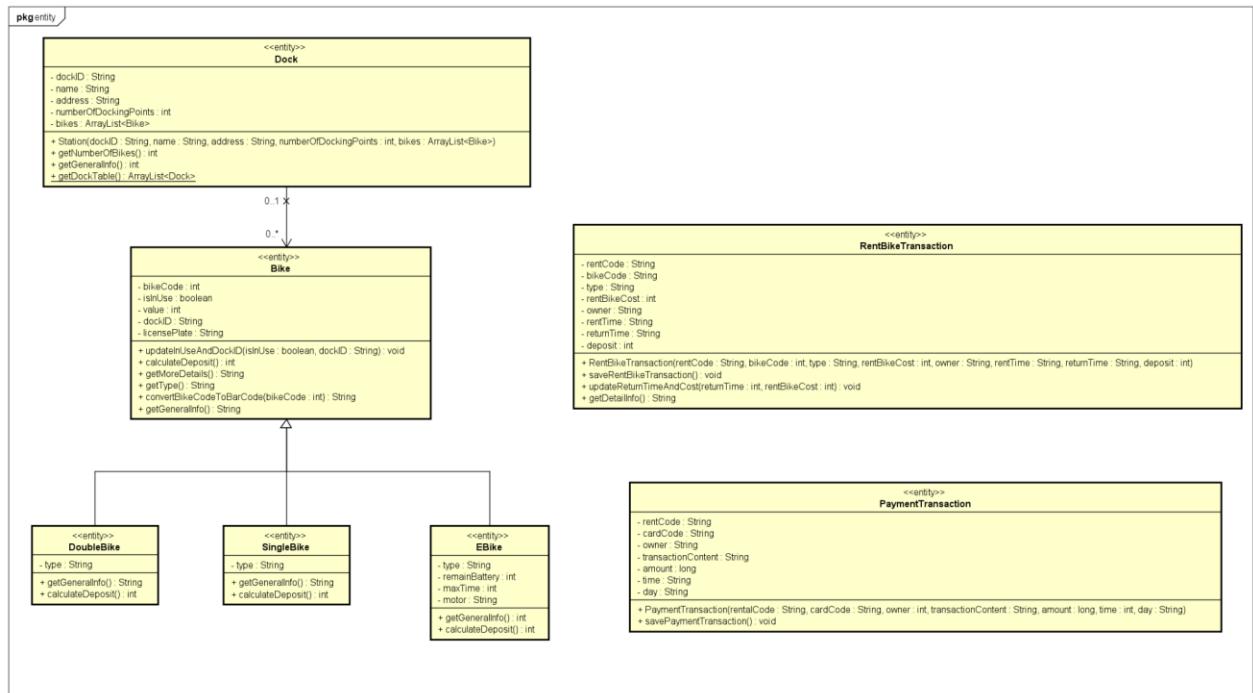 pkg entity
<<entity>>
Dock
- dockID : String
- name : String
- address : String
- numberOfDockingPoints : int
- bikes : ArrayList<Bike>
+ Station(dockID : String, name : String, address : String, numberOfDockingPoints : int, bikes : ArrayList<Bike>)
+ getNumberOfBikes() : int
+ getGeneralInfo() : int
+ getDockTable() : ArrayList<Dock>
0..1
0..*
<<entity>>
Bike
- bikeCode : int
- isInUse : boolean
- value : int
- dockID : String
- licensePlate : String
+ updateInUseAndDockID(isInUse : boolean, dockID : String) : void
+ calculateDeposit() : int
+ getMoreDetails() : String
+ getType() : String
+ convertBikeCodeToBarCode(bikeCode : int) : String
+ getGeneralInfo() : String
<<entity>>
RentBikeTransaction
- rentCode : String
- bikeCode : String
- type : String
- rentBikeCost : int
- owner : String
- rentTime : String
- returnTime : String
- deposit : int
+ RentBikeTransaction(rentCode : String, bikeCode : int, type : String, rentBikeCost : int, owner : String, rentTime : String, returnTime : String, deposit : int)
+ saveRentBikeTransaction() : void
+ updateReturnTimeAndCost(returnTime : int, rentBikeCost : int) : void
+ getDetailInfo() : String
<<entity>>
DoubleBike
- type : String
+ getGeneralInfo() : String
+ calculateDeposit() : int
<<entity>>
SingleBike
- type : String
+ getGeneralInfo() : String
+ calculateDeposit() : int
<<entity>>
EBike
- type : String
- remainBattery : int
- maxTime : int
- motor : String
+ getGeneralInfo() : int
+ calculateDeposit() : int
<<entity>>
PaymentTransaction
- rentCode : String
- cardCode : String
- owner : String
- transactionContent : String
- amount : long
- time : String
- day : String
+ PaymentTransaction(rentalCode : String, cardCode : String, owner : int, transactionContent : String, amount : long, time : int, day : String)
+ savePaymentTransaction() : void